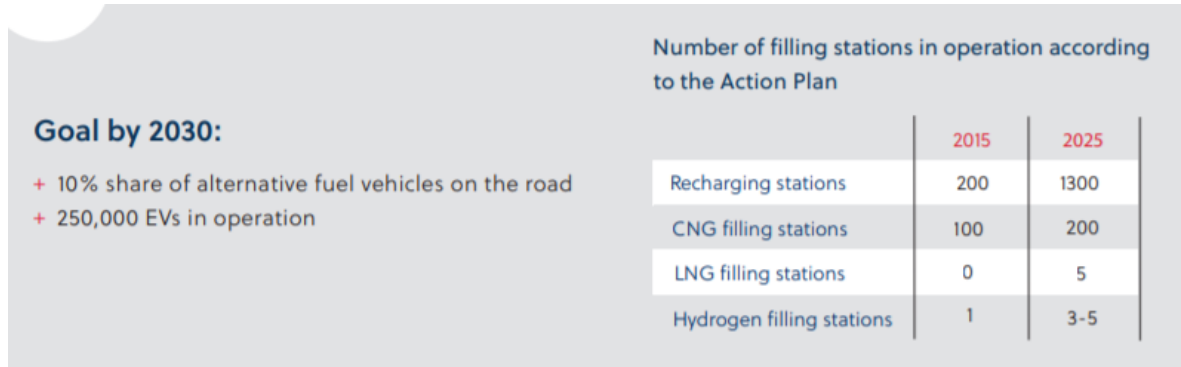 Goal by 2030:
+ 10% share of alternative fuel vehicles on the road
+ 250,000 EVs in operation
Number of filling stations in operation according
to the Action Plan
2015 2025
Recharging stations 200 1300
CNG filling stations 100 200
LNG filling stations 0 5
Hydrogen filling stations 1 3-5